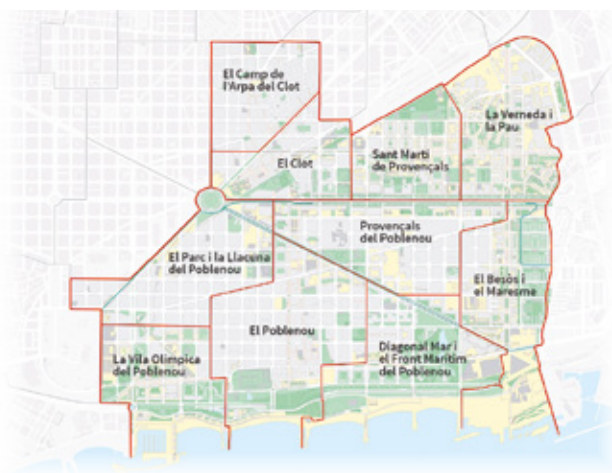 El Camp de
l'Arpa del Clot
La Verneda i
la Pau
El Clot
Sant Martí
de Provençals
Provençals
del Poblenou
El Parc i la Llacuna
del Poblenou
El Besòs i
el Maresme
El Poblenou
Diagonal Mar i
el Front Marítim
del Poblenou
La Vila Olímpica
del Poblenou